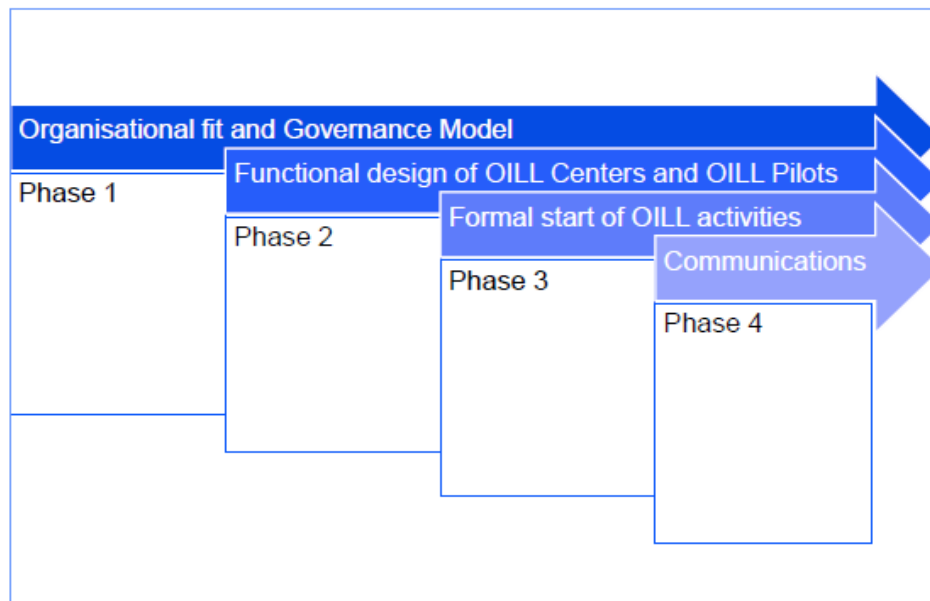 Organisational fit and Governance Model
Phase 1
Functional design of OILL Centers and OILL Pilots
Phase 2
Formal start of OILL activities
Phase 3
Communications
Phase 4